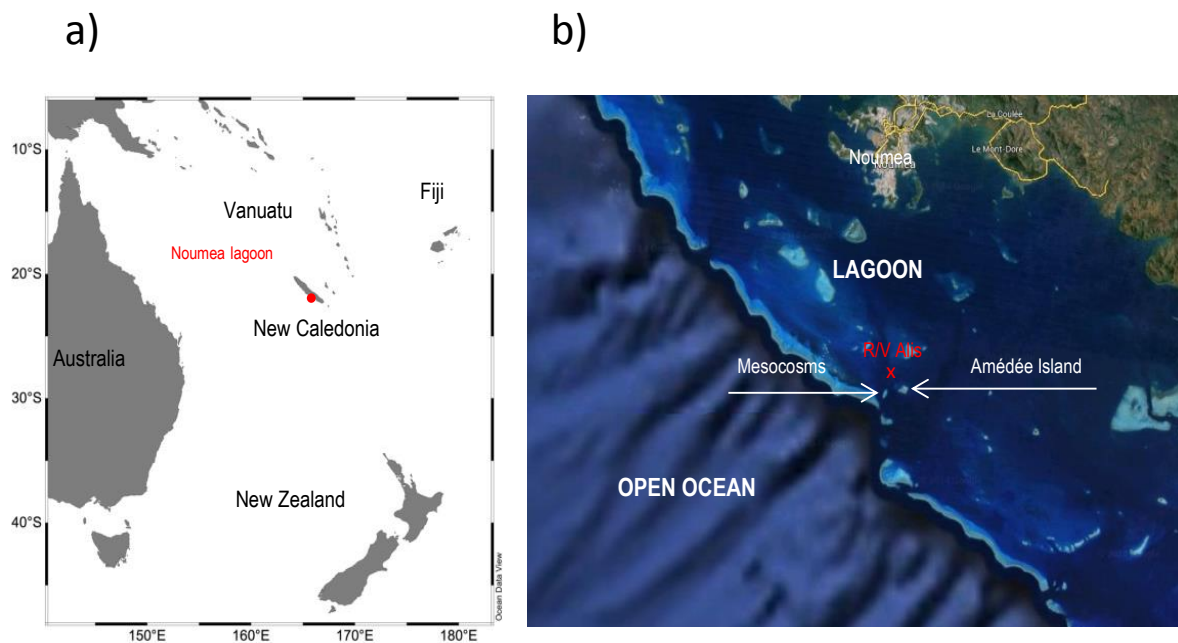 a)
b)
10°S
20°S
30°S
40°S
150°E
160°E
170°E
180°E
Fiji
Vanuatu
Noumea lagoon
New Caledonia
Australia
New Zealand
Ocean Data View
La Coulée
Le Mont-Dore
Noumea
Nouméa
LAGOON
R/V Alis
x
Mesocosms
Amédée Island
OPEN OCEAN